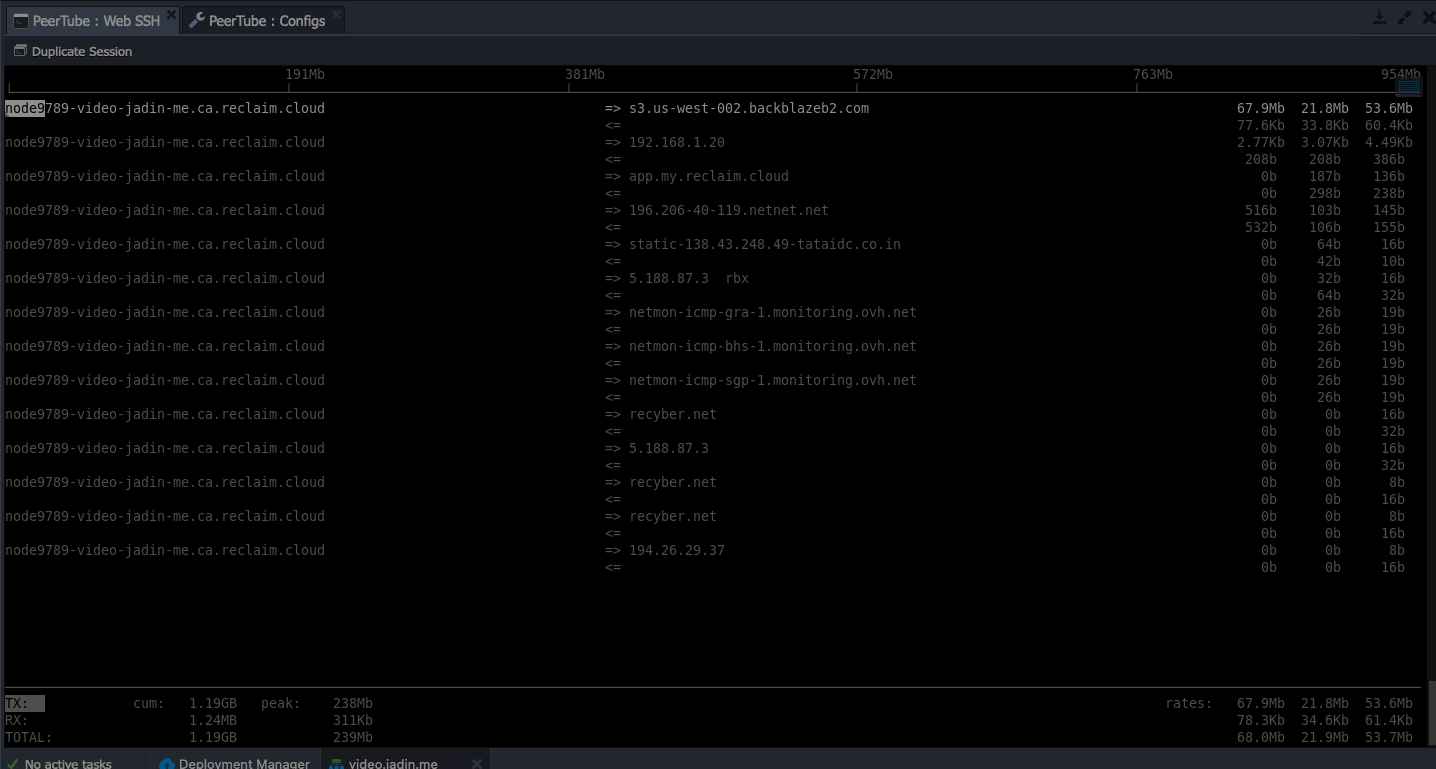 PeerTube : Web SSH PeerTube : Configs
Duplicate Session
191Mb 381Mb 572Mb 763Mb 954Mb
node9789-video-jadin-me.ca.reclaim.cloud => s3.us-west-002.backblazeb2.com 67.9Mb 21.8Mb 53.6Mb
<= 77.6Kb 33.8Kb 60.4Kb
node9789-video-jadin-me.ca.reclaim.cloud => 192.168.1.20 2.77Kb 3.07Kb 4.49Kb
<= 208b 208b 386b
node9789-video-jadin-me.ca.reclaim.cloud => app.my.reclaim.cloud 0b 187b 136b
<= 0b 298b 238b
node9789-video-jadin-me.ca.reclaim.cloud => 196.206-40-119.netnet.net 516b 103b 145b
<= 532b 106b 155b
node9789-video-jadin-me.ca.reclaim.cloud => static-138.43.248.49-tataidc.co.in 0b 64b 16b
<= 0b 42b 10b
node9789-video-jadin-me.ca.reclaim.cloud => 5.188.87.3 rbx 0b 32b 16b
<= 0b 64b 32b
node9789-video-jadin-me.ca.reclaim.cloud => netmon-icmp-gra-1.monitoring.ovh.net 0b 26b 19b
<= 0b 26b 19b
node9789-video-jadin-me.ca.reclaim.cloud => netmon-icmp-bhs-1.monitoring.ovh.net 0b 26b 19b
<= 0b 26b 19b
node9789-video-jadin-me.ca.reclaim.cloud => netmon-icmp-sgp-1.monitoring.ovh.net 0b 26b 19b
<= 0b 26b 19b
node9789-video-jadin-me.ca.reclaim.cloud => recyber.net 0b 0b 16b
<= 0b 0b 32b
node9789-video-jadin-me.ca.reclaim.cloud => 5.188.87.3 0b 0b 16b
<= 0b 0b 32b
node9789-video-jadin-me.ca.reclaim.cloud => recyber.net 0b 0b 8b
<= 0b 0b 16b
node9789-video-jadin-me.ca.reclaim.cloud => recyber.net 0b 0b 8b
<= 0b 0b 16b
node9789-video-jadin-me.ca.reclaim.cloud => 194.26.29.37 0b 0b 8b
<= 0b 0b 16b
TX: cum: 1.19GB peak: 238Mb rates: 67.9Mb 21.8Mb 53.6Mb
RX: 1.24MB 311Kb 78.3Kb 34.6Kb 61.4Kb
TOTAL: 1.19GB 239Mb 68.0Mb 21.9Mb 53.7Mb
No active tasks Deployment Manager video.jadin.me